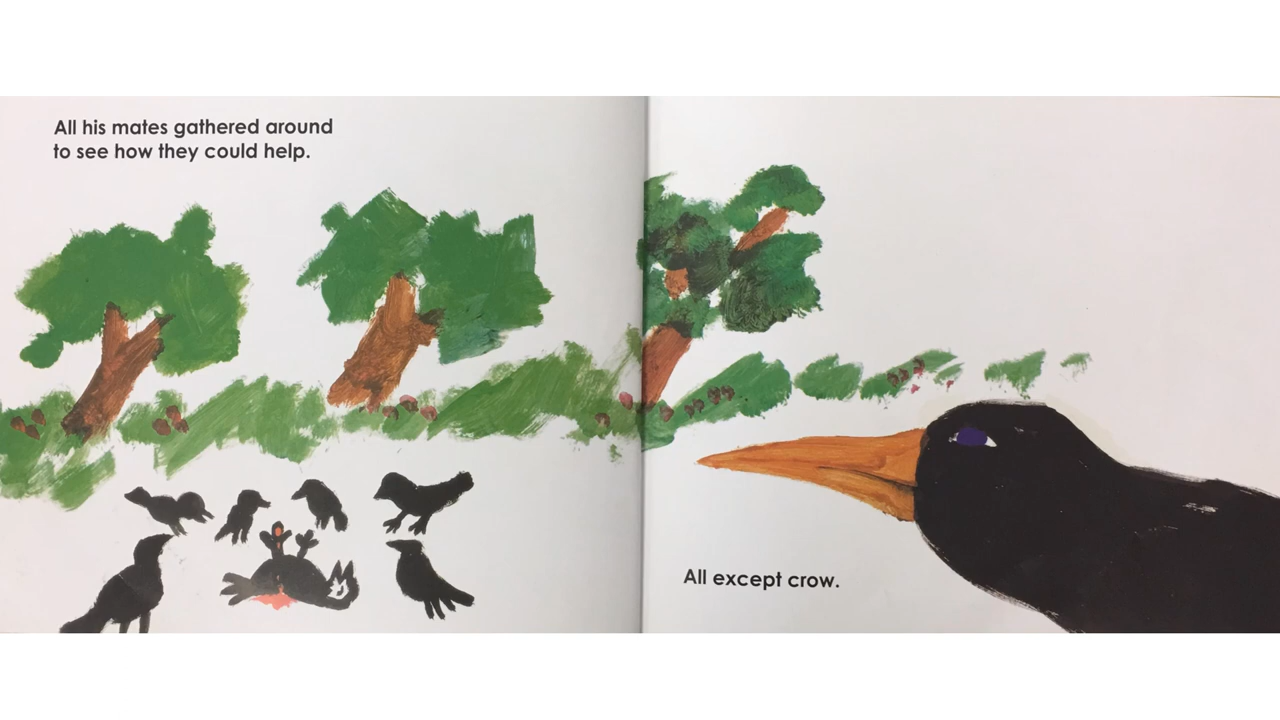 All his mates gathered around
to see how they could help.
All except crow.